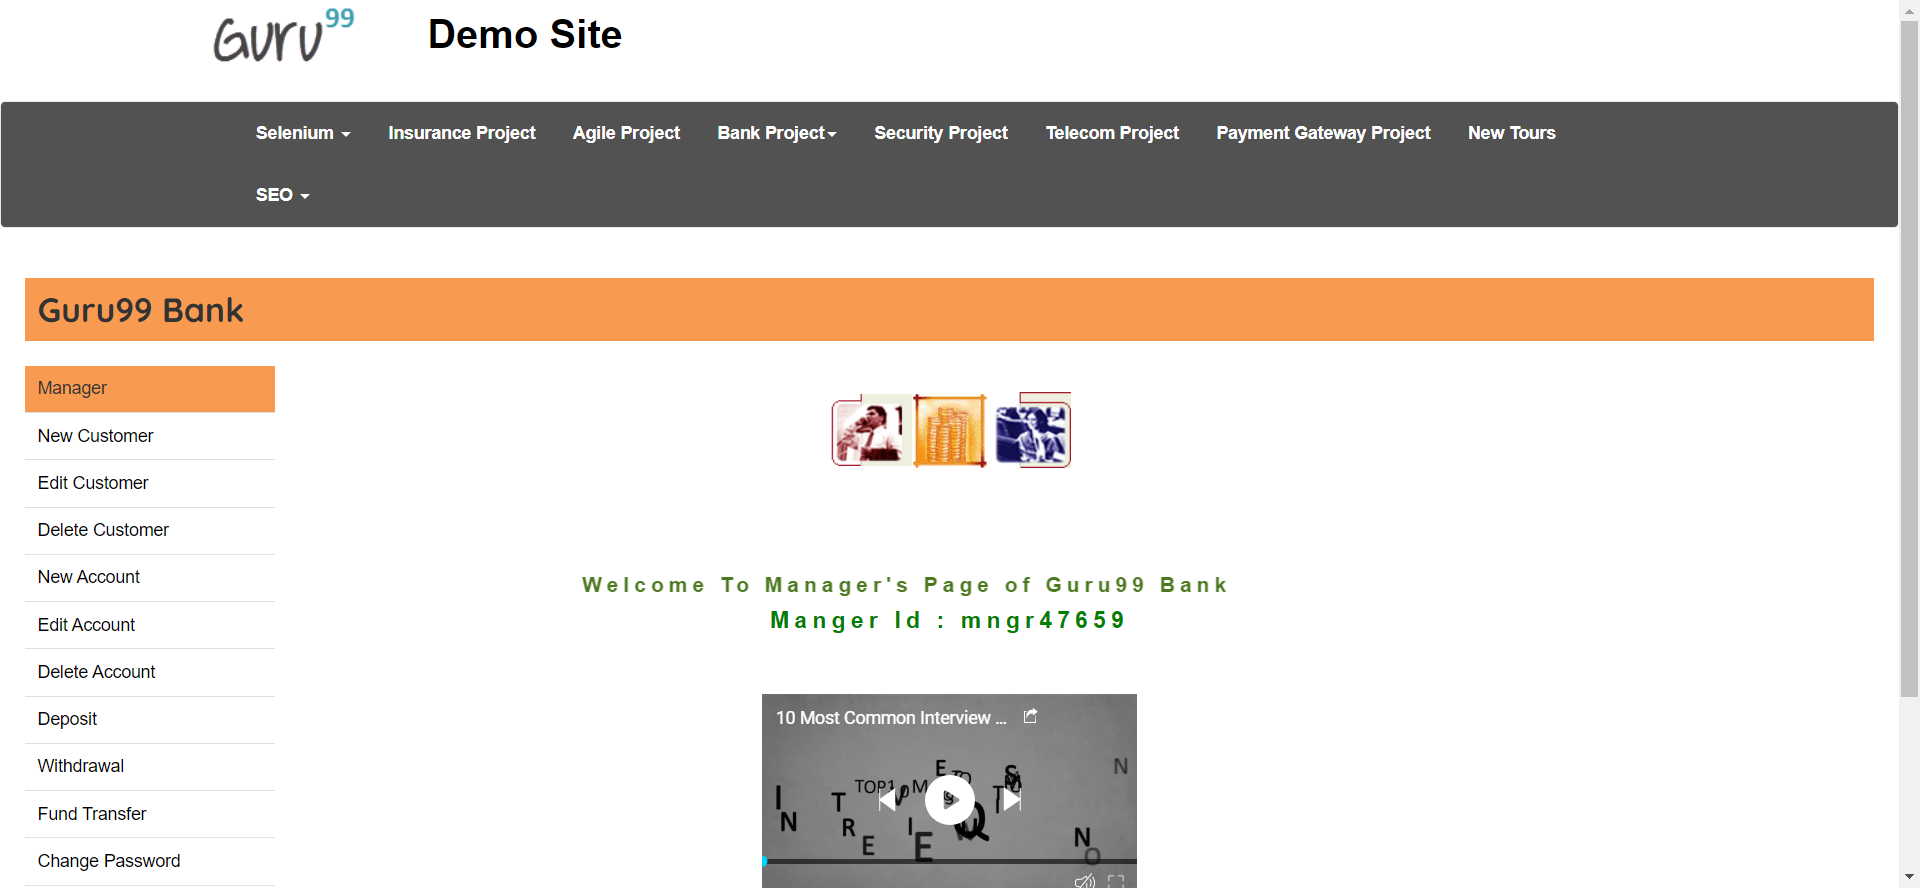 Guru99
Demo Site
Selenium
Insurance Project
Agile Project
Bank Project
Security Project
Telecom Project
Payment Gateway Project
New Tours
SEO
Guru99 Bank
Manager
New Customer
Edit Customer
Delete Customer
New Account
Edit Account
Delete Account
Deposit
Withdrawal
Fund Transfer
Change Password
Welcome To Manager's Page of Guru99 Bank
Manger Id : mngr47659
10 Most Common Interview ...